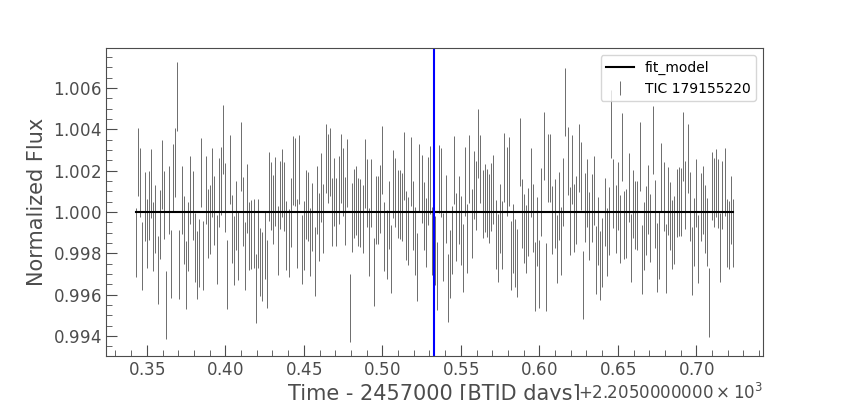 fit_model
TIC 179155220
Normalized Flux
1.006
1.004
1.002
1.000
0.998
0.996
0.994
0.35 0.40 0.45 0.50 0.55 0.60 0.65 0.70
Time - 2457000 [BTJD days] +2.2050000000 × 10³